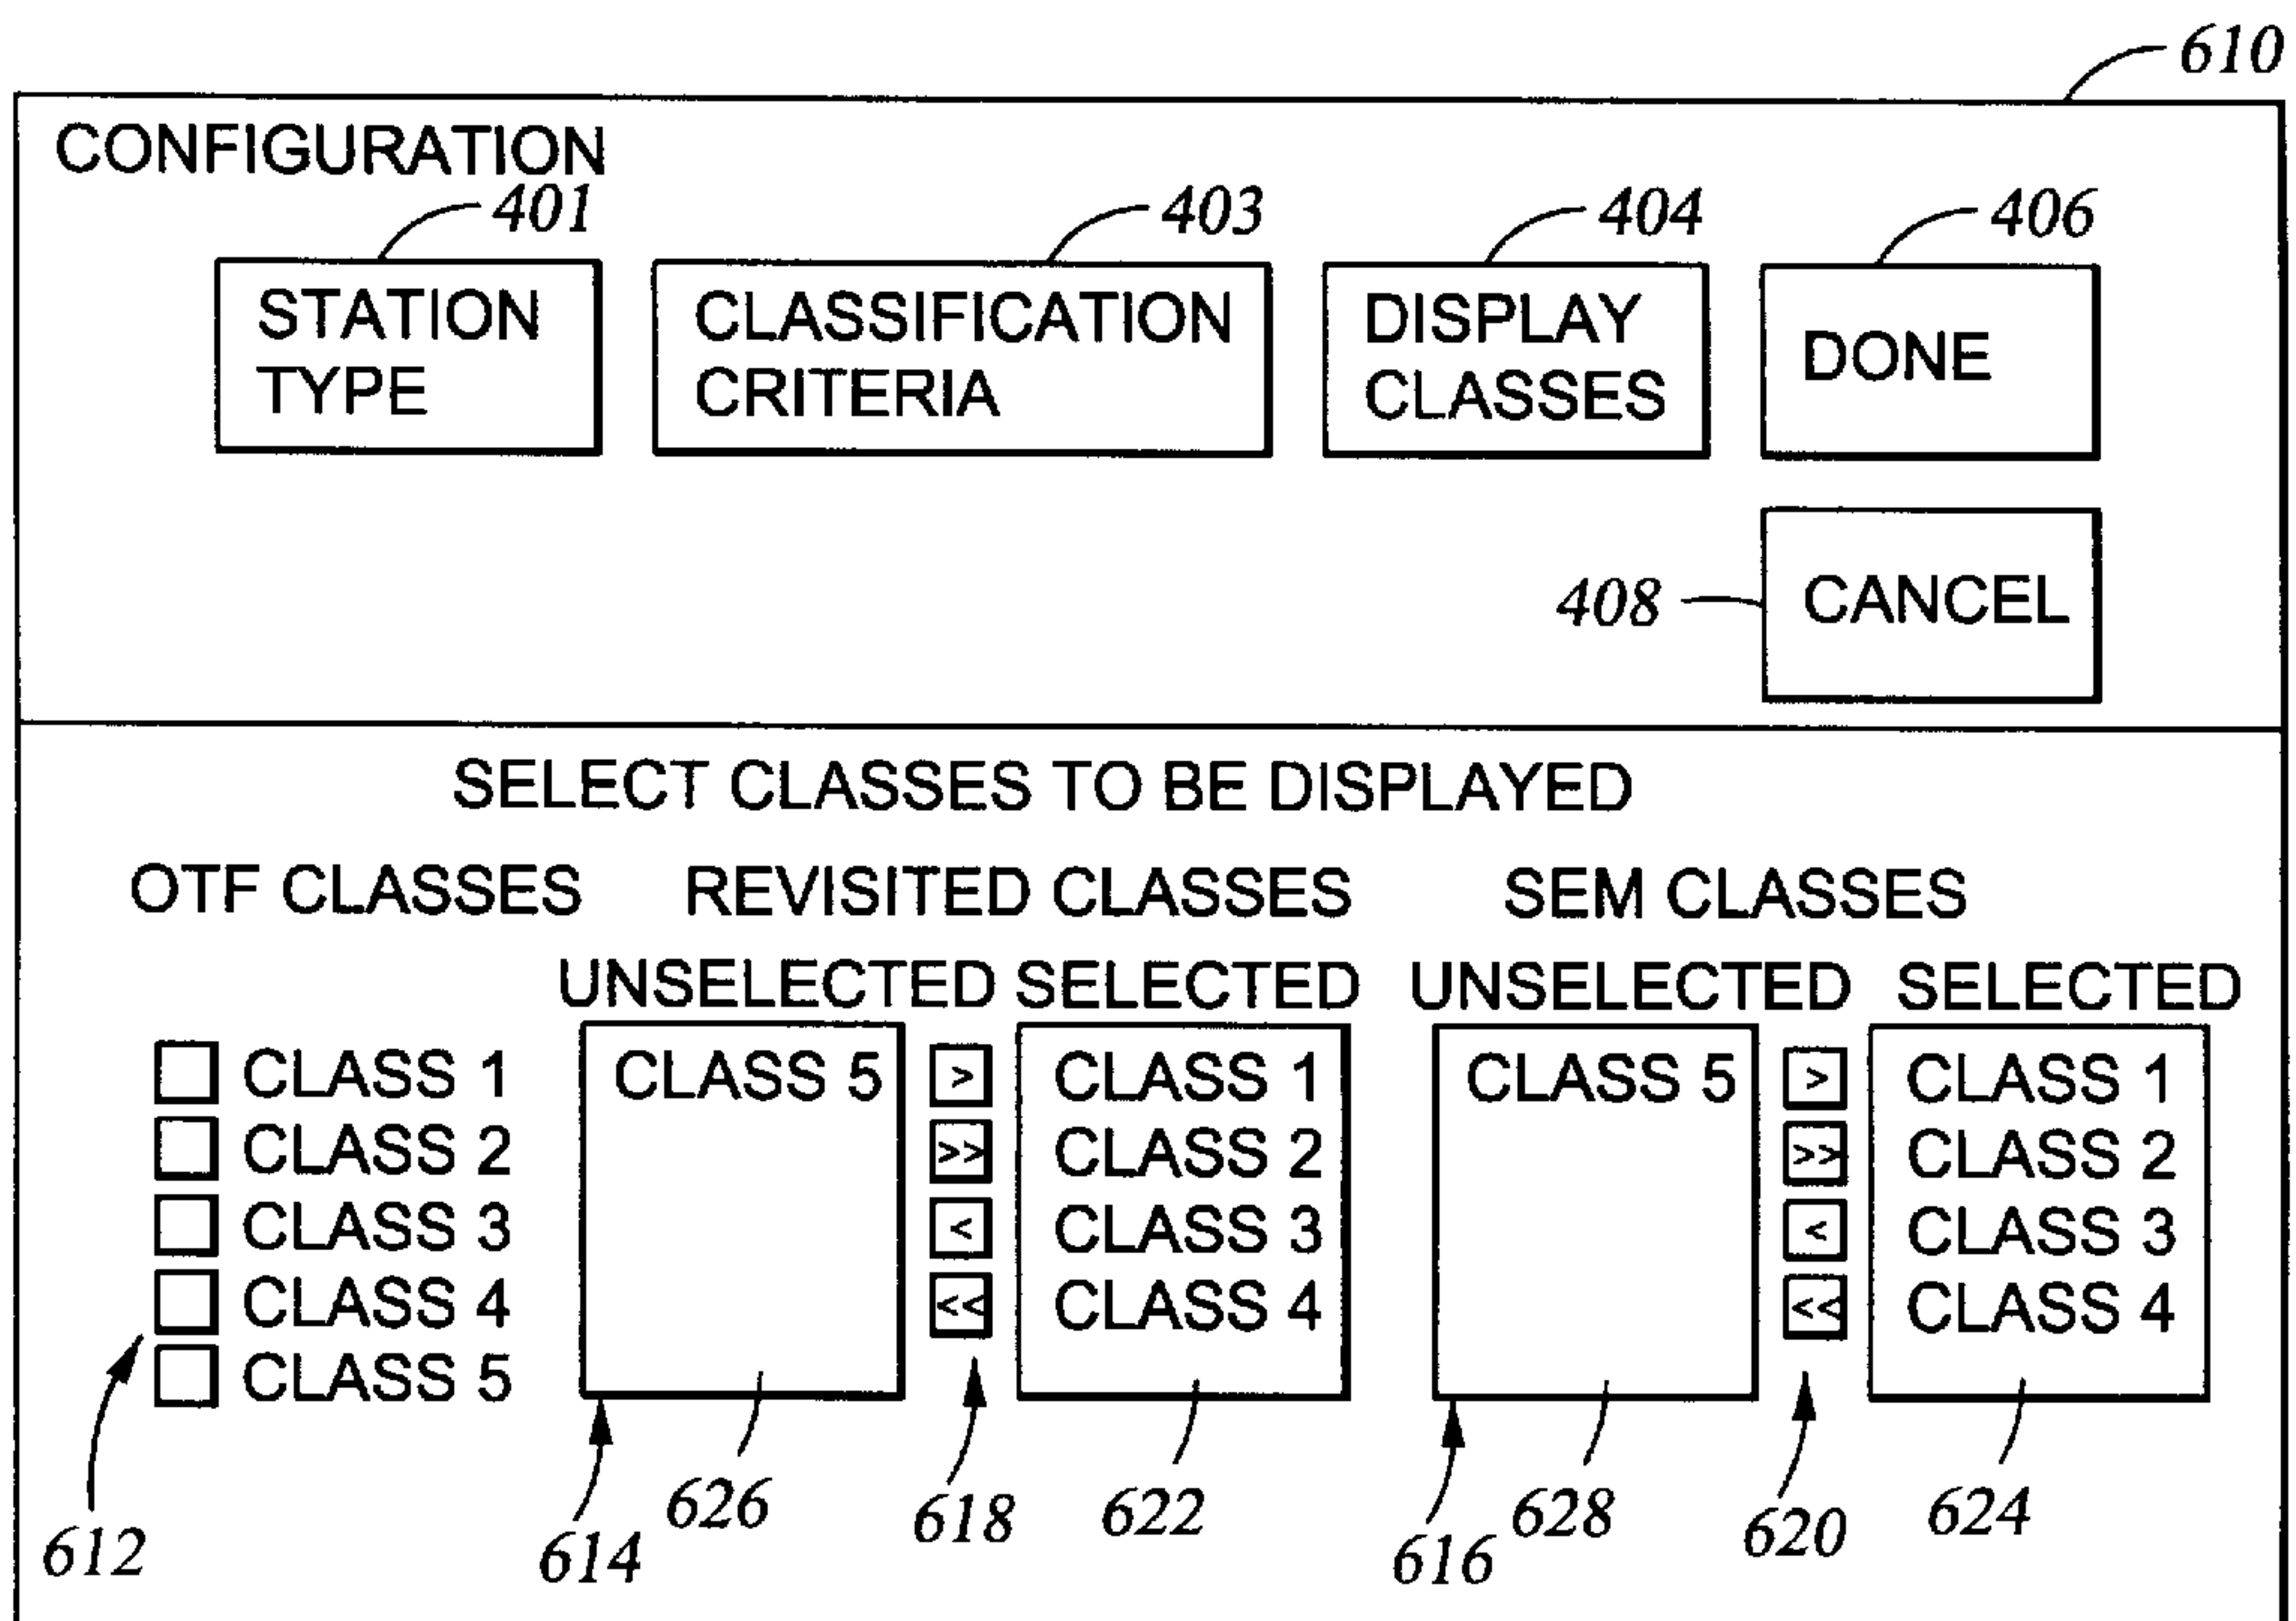 610
CONFIGURATION
401 403 404 406
STATION TYPE
CLASSIFICATION CRITERIA
DISPLAY CLASSES
DONE
408 CANCEL
SELECT CLASSES TO BE DISPLAYED
OTF CLASSES REVISITED CLASSES SEM CLASSES
UNSELECTED SELECTED UNSELECTED SELECTED
CLASS 1 CLASS 5 > CLASS 1 CLASS 5 > CLASS 1
CLASS 2 >> CLASS 2 >> CLASS 2
CLASS 3 < CLASS 3 < CLASS 3
CLASS 4 << CLASS 4 << CLASS 4
CLASS 5
612 614 626 618 622 616 628 620 624